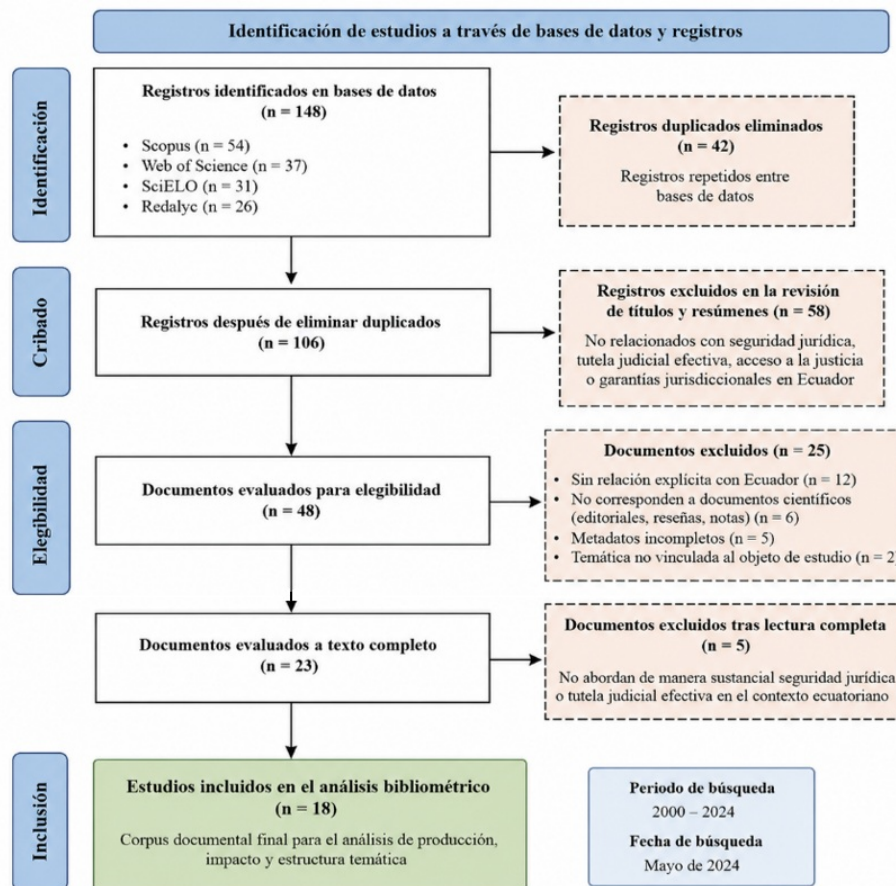 Identificación de estudios a través de bases de datos y registros
Identificación
Registros identificados en bases de datos
(n = 148)
• Scopus (n = 54)
• Web of Science (n = 37)
• SciELO (n = 31)
• Redalyc (n = 26)
Registros duplicados eliminados
(n = 42)
Registros repetidos entre
bases de datos
Cribado
Registros después de eliminar duplicados
(n = 106)
Registros excluidos en la revisión
de títulos y resúmenes (n = 58)
No relacionados con seguridad jurídica,
tutela judicial efectiva, acceso a la justicia
o garantías jurisdiccionales en Ecuador
Elegibilidad
Documentos evaluados para elegibilidad
(n = 48)
Documentos excluidos (n = 25)
• Sin relación explícita con Ecuador (n = 12)
• No corresponden a documentos científicos
(editoriales, reseñas, notas) (n = 6)
• Metadatos incompletos (n = 5)
• Temática no vinculada al objeto de estudio (n = 2
Documentos evaluados a texto completo
(n = 23)
Documentos excluidos tras lectura completa
(n = 5)
No abordan de manera sustancial seguridad jurídica
o tutela judicial efectiva en el contexto ecuatoriano
Inclusión
Estudios incluidos en el análisis bibliométrico
(n = 18)
Corpus documental final para el análisis de producción,
impacto y estructura temática
Periodo de búsqueda
2000 – 2024
Fecha de búsqueda
Mayo de 2024